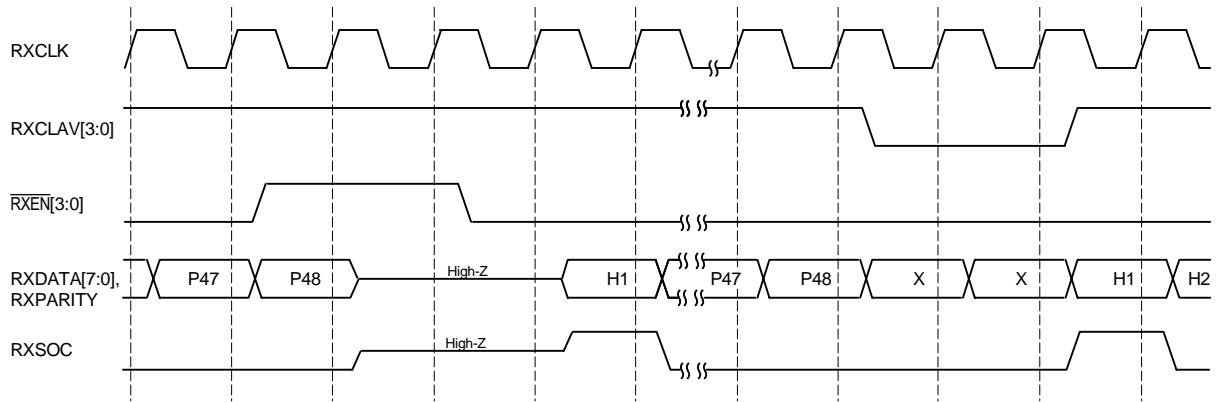 RXCLK
RXCLAV[3:0]
RXEN[3:0]
RXDATA[7:0],
RXPARITY
P47 P48 High-Z H1 P47 P48 X X H1 H2
RXSOC
High-Z